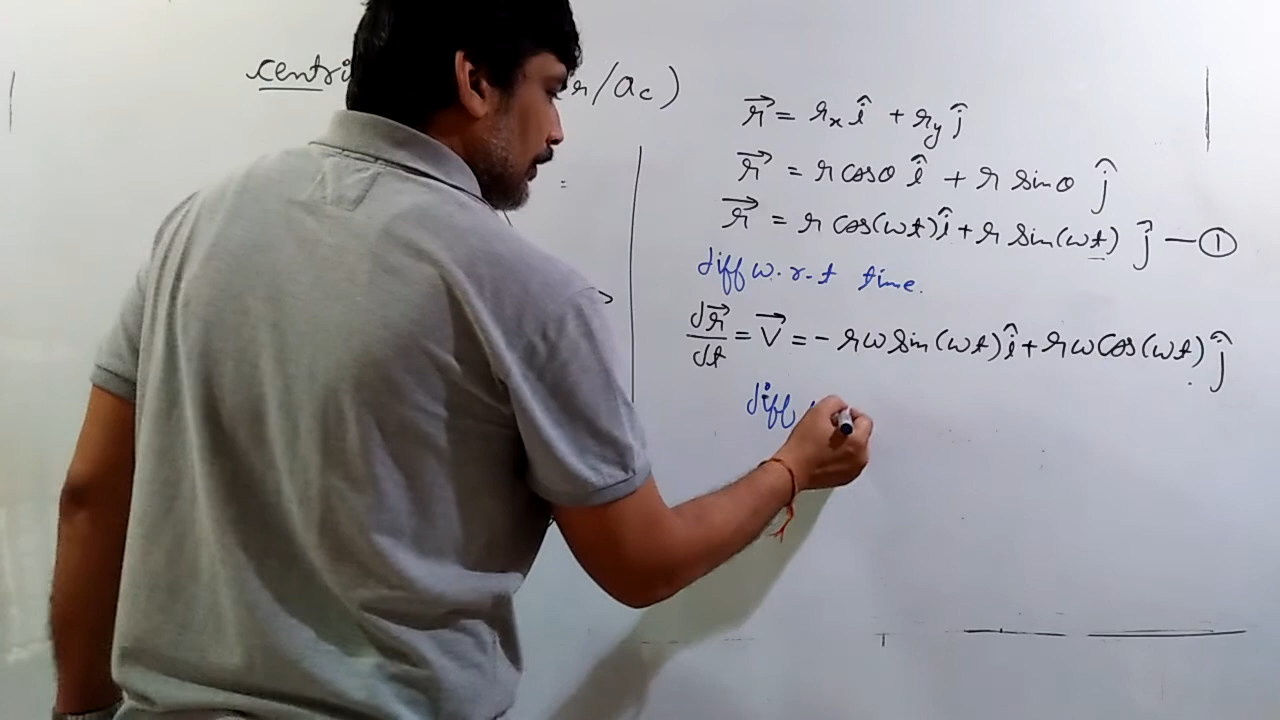 centri r/ac)
r⃗ = rₓ î + r_y ĵ
r⃗ = r cosθ î + r sinθ ĵ
r⃗ = r cos(ωt) î + r sin(ωt) ĵ — ①
diff w.r.t time.
dr⃗/dt = V⃗ = - rω sin(ωt) î + rω cos(ωt) ĵ
diff